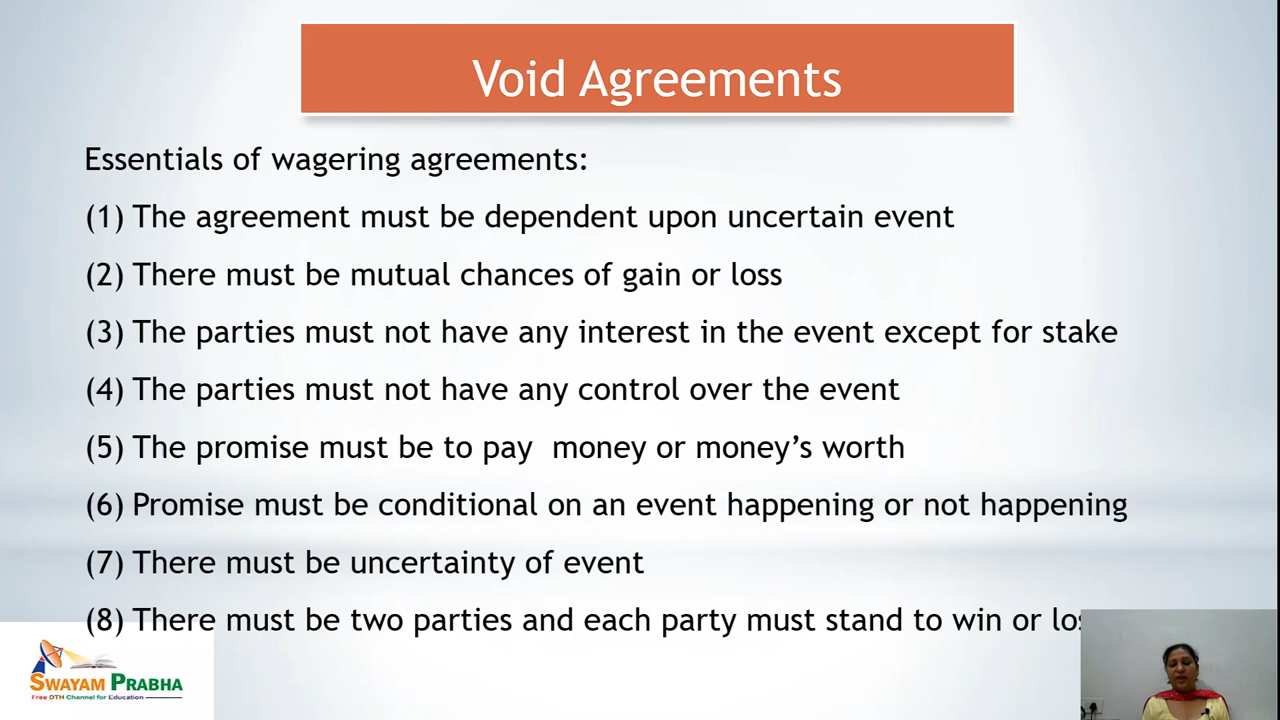 Void Agreements
Essentials of wagering agreements:
(1) The agreement must be dependent upon uncertain event
(2) There must be mutual chances of gain or loss
(3) The parties must not have any interest in the event except for stake
(4) The parties must not have any control over the event
(5) The promise must be to pay  money or money’s worth
(6) Promise must be conditional on an event happening or not happening
(7) There must be uncertainty of event
(8) There must be two parties and each party must stand to win or
SWAYAM PRABHA
Free DTH Channel for Education